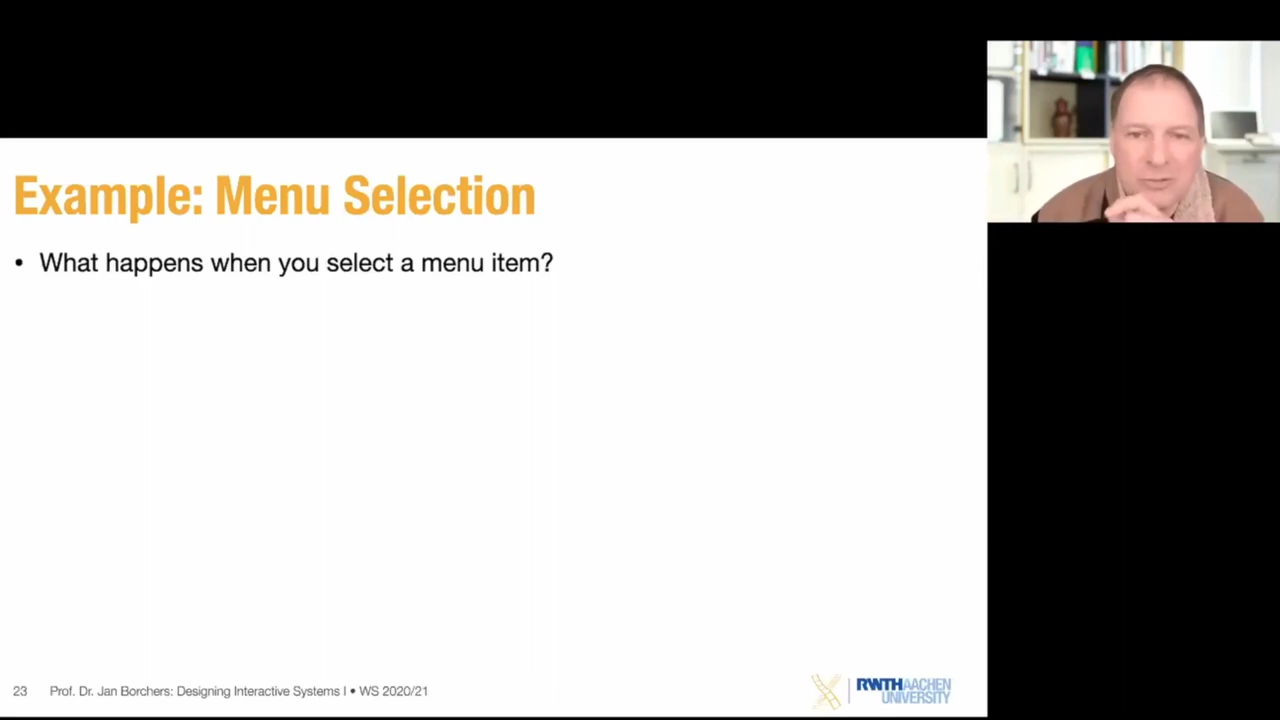 Example: Menu Selection
• What happens when you select a menu item?
23 Prof. Dr. Jan Borchers: Designing Interactive Systems I • WS 2020/21
RWTHAACHEN
UNIVERSITY